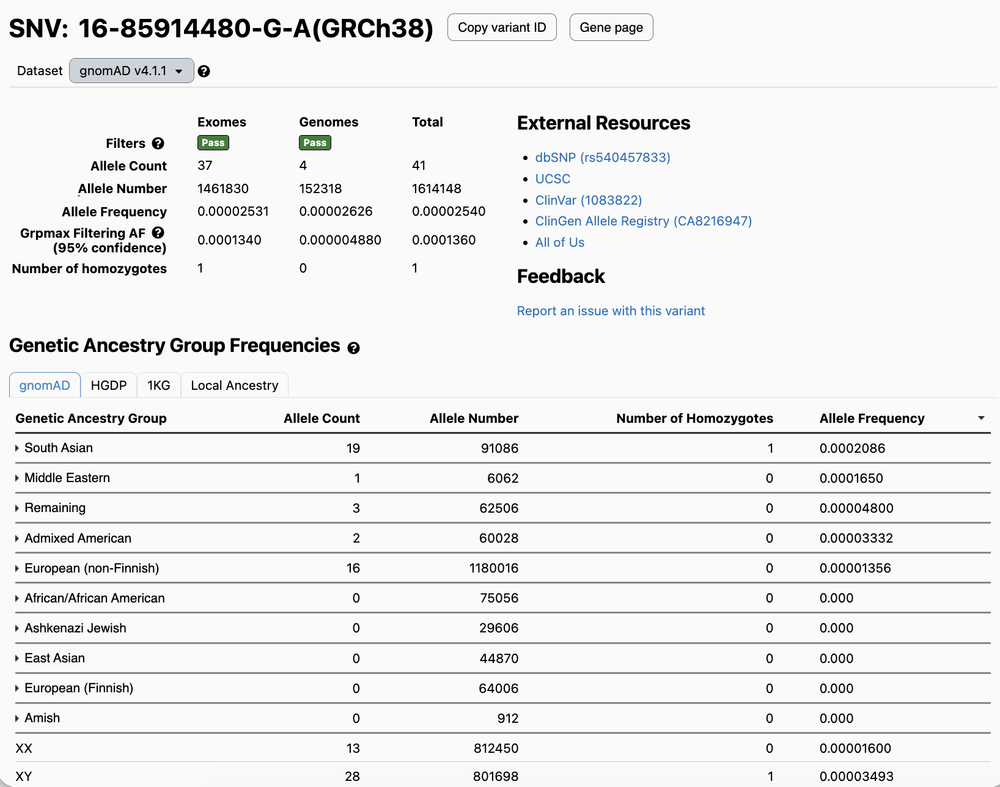 SNV: 16-85914480-G-A(GRCh38) Copy variant ID Gene page
Dataset gnomAD v4.1.1 ?
Exomes Genomes Total
Filters ? Pass Pass
Allele Count 37 4 41
Allele Number 1461830 152318 1614148
Allele Frequency 0.00002531 0.00002626 0.00002540
Grpmax Filtering AF ?
(95% confidence) 0.0001340 0.000004880 0.0001360
Number of homozygotes 1 0 1
External Resources
dbSNP (rs540457833)
UCSC
ClinVar (1083822)
ClinGen Allele Registry (CA8216947)
All of Us
Feedback
Report an issue with this variant
Genetic Ancestry Group Frequencies ?
gnomAD HGDP 1KG Local Ancestry
Genetic Ancestry Group Allele Count Allele Number Number of Homozygotes Allele Frequency
South Asian 19 91086 1 0.0002086
Middle Eastern 1 6062 0 0.0001650
Remaining 3 62506 0 0.00004800
Admixed American 2 60028 0 0.00003332
European (non-Finnish) 16 1180016 0 0.00001356
African/African American 0 75056 0 0.000
Ashkenazi Jewish 0 29606 0 0.000
East Asian 0 44870 0 0.000
European (Finnish) 0 64006 0 0.000
Amish 0 912 0 0.000
XX 13 812450 0 0.00001600
XY 28 801698 1 0.00003493